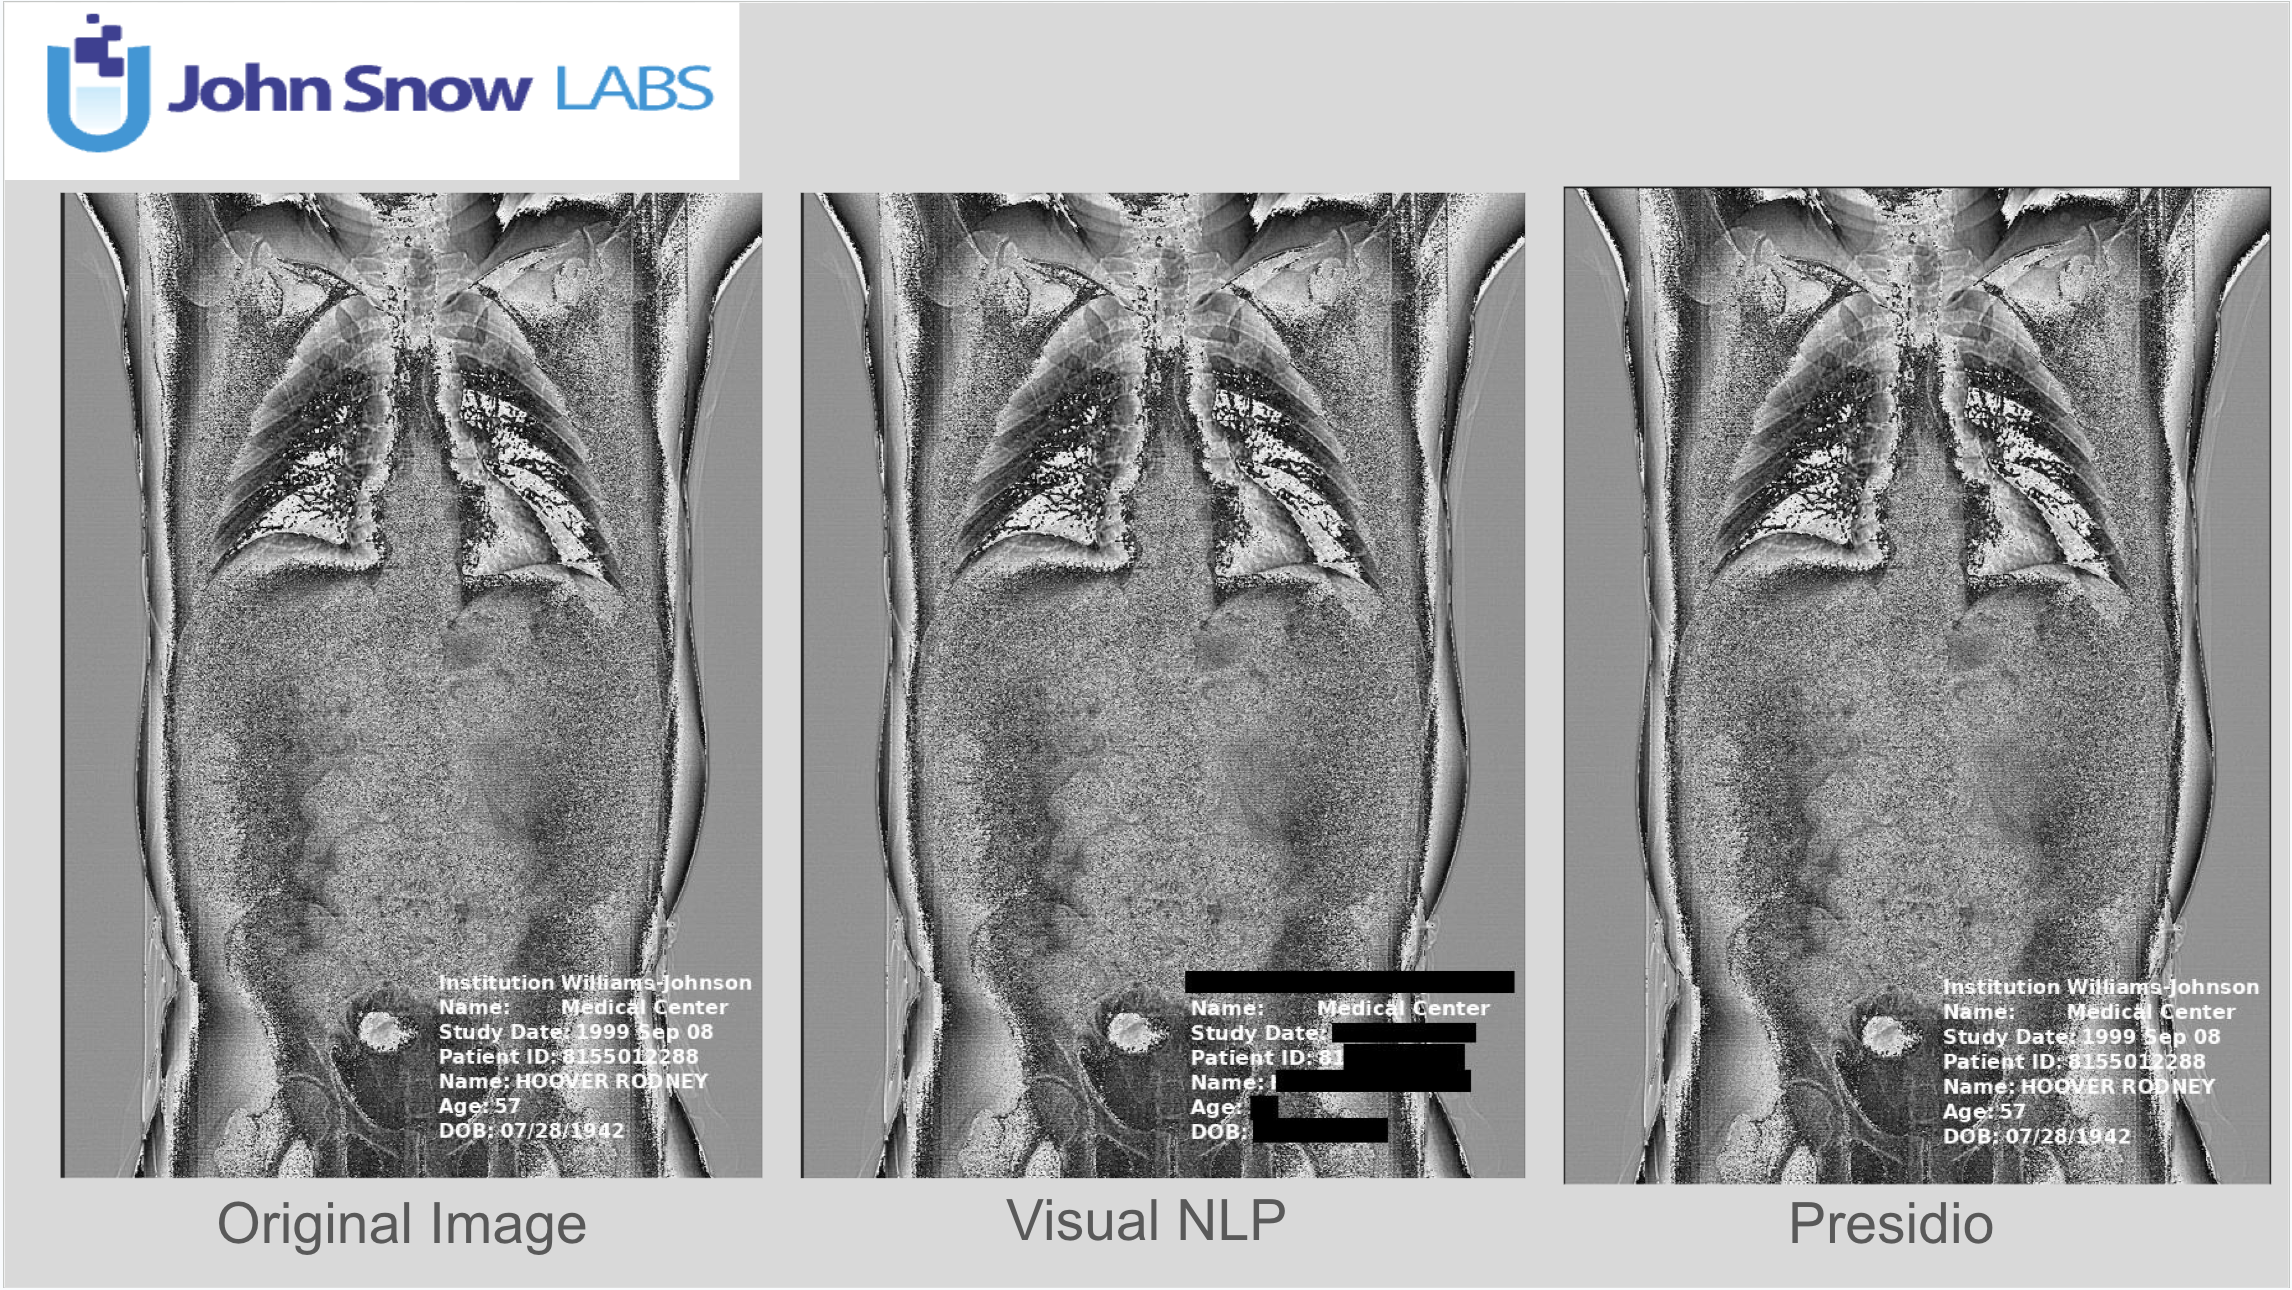 John Snow LABS
Institution Williams-Johnson
Name: Medical Center
Study Date: 1999 Sep 08
Patient ID: 8155012288
Name: HOOVER RODNEY
Age: 57
DOB: 07/28/1942
Original Image
Name: Medical Center
Study Date:
Patient ID: 81
Name:
Age:
DOB:
Visual NLP
Institution Williams-Johnson
Name: Medical Center
Study Date: 1999 Sep 08
Patient ID: 8155012288
Name: HOOVER RODNEY
Age: 57
DOB: 07/28/1942
Presidio